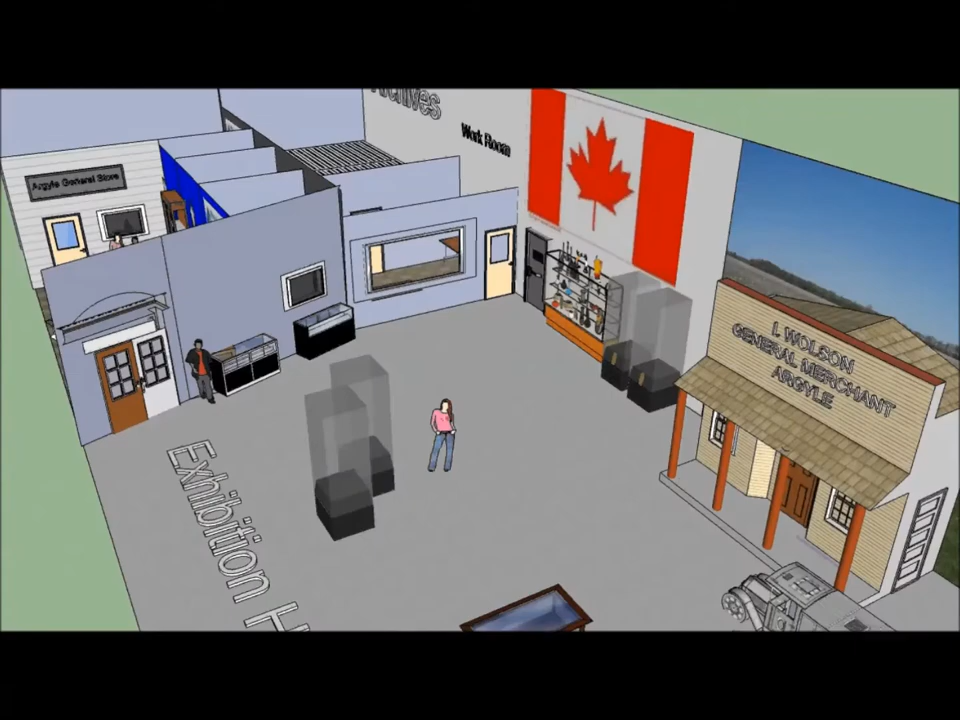 Archives
Work Room
Argyle General Store
I. WOLSON
GENERAL MERCHANT
ARGYLE
Exhibition H